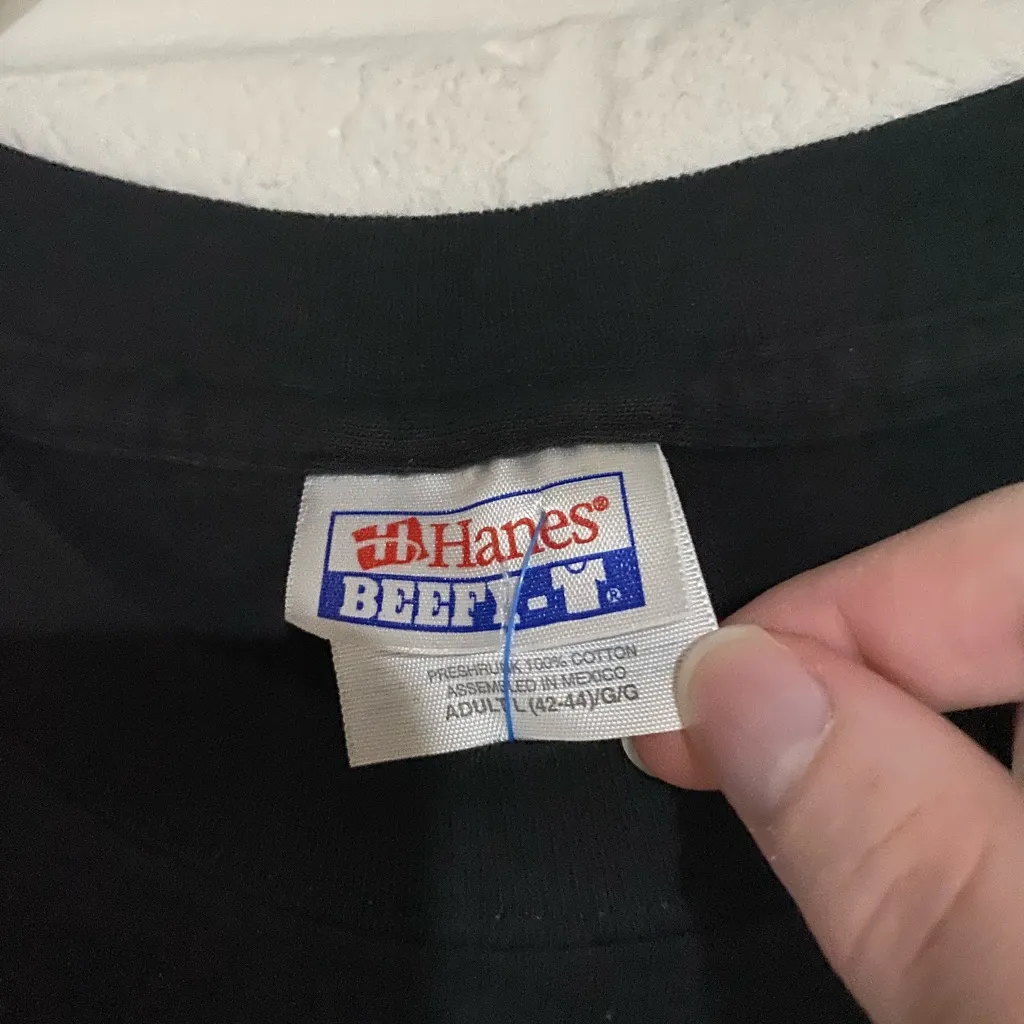 Hanes®
BEEFY-T®
PRESHRUNK 100% COTTON
ASSEMBLED IN MEXICO
ADULT L (42-44)/G/G